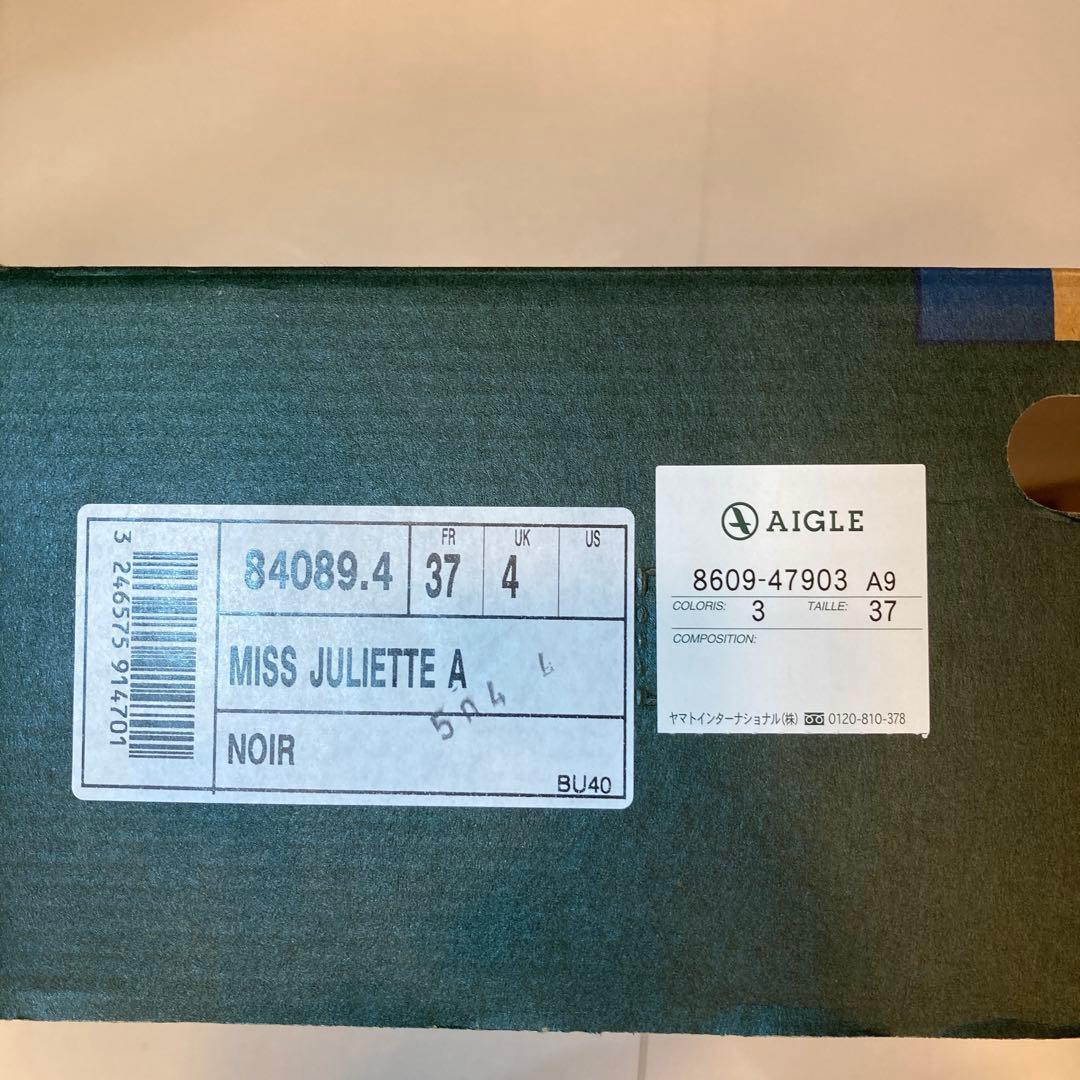 3 246575 914701
84089.4
FR 37
UK 4
US
MISS JULIETTE A
NOIR
BU40
AIGLE
8609-47903 A9
COLORIS: 3 TAILLE: 37
COMPOSITION:
ヤマトインターナショナル(株) 0120-810-378